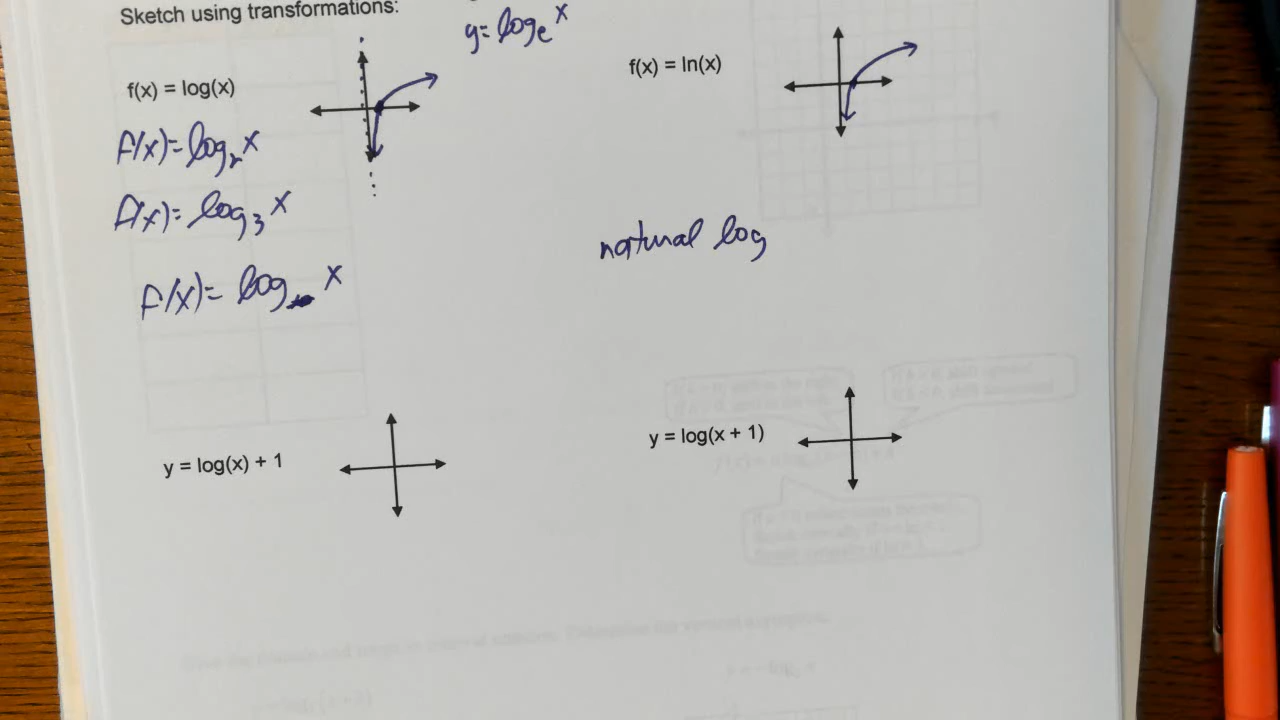 Sketch using transformations:
y = logₑ x
f(x) = log(x)
f(x) = ln(x)
f(x) = log₂ x
f(x) = log₃ x
natural log
f(x) = log x
y = log(x) + 1
y = log(x + 1)